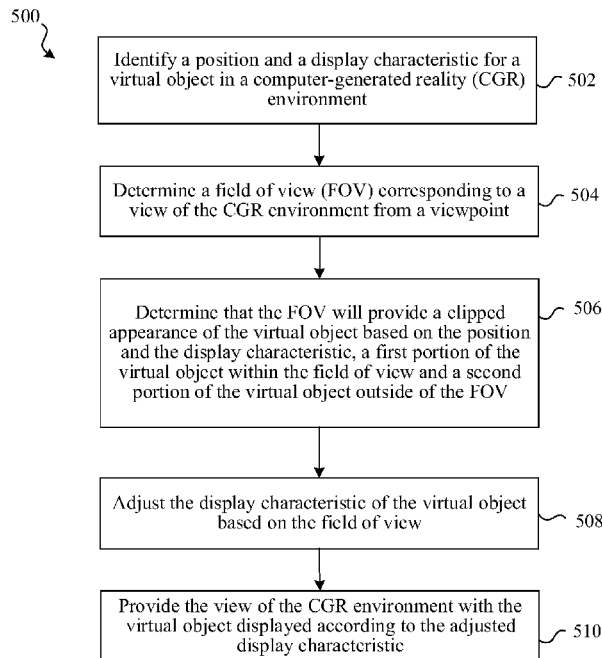 500
Identify a position and a display characteristic for a
virtual object in a computer-generated reality (CGR)
environment
502
Determine a field of view (FOV) corresponding to a
view of the CGR environment from a viewpoint
504
Determine that the FOV will provide a clipped
appearance of the virtual object based on the position
and the display characteristic, a first portion of the
virtual object within the field of view and a second
portion of the virtual object outside of the FOV
506
Adjust the display characteristic of the virtual object
based on the field of view
508
Provide the view of the CGR environment with the
virtual object displayed according to the adjusted
display characteristic
510